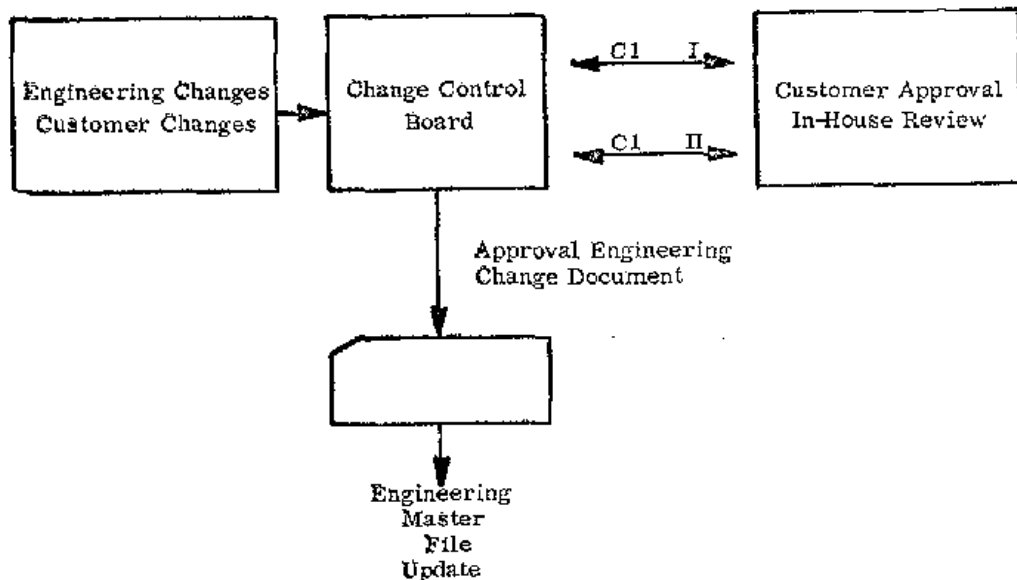 Engineering Changes
Customer Changes
Change Control
Board
C1 I
C1 II
Customer Approval
In-House Review
Approval Engineering
Change Document
Engineering
Master
File
Update